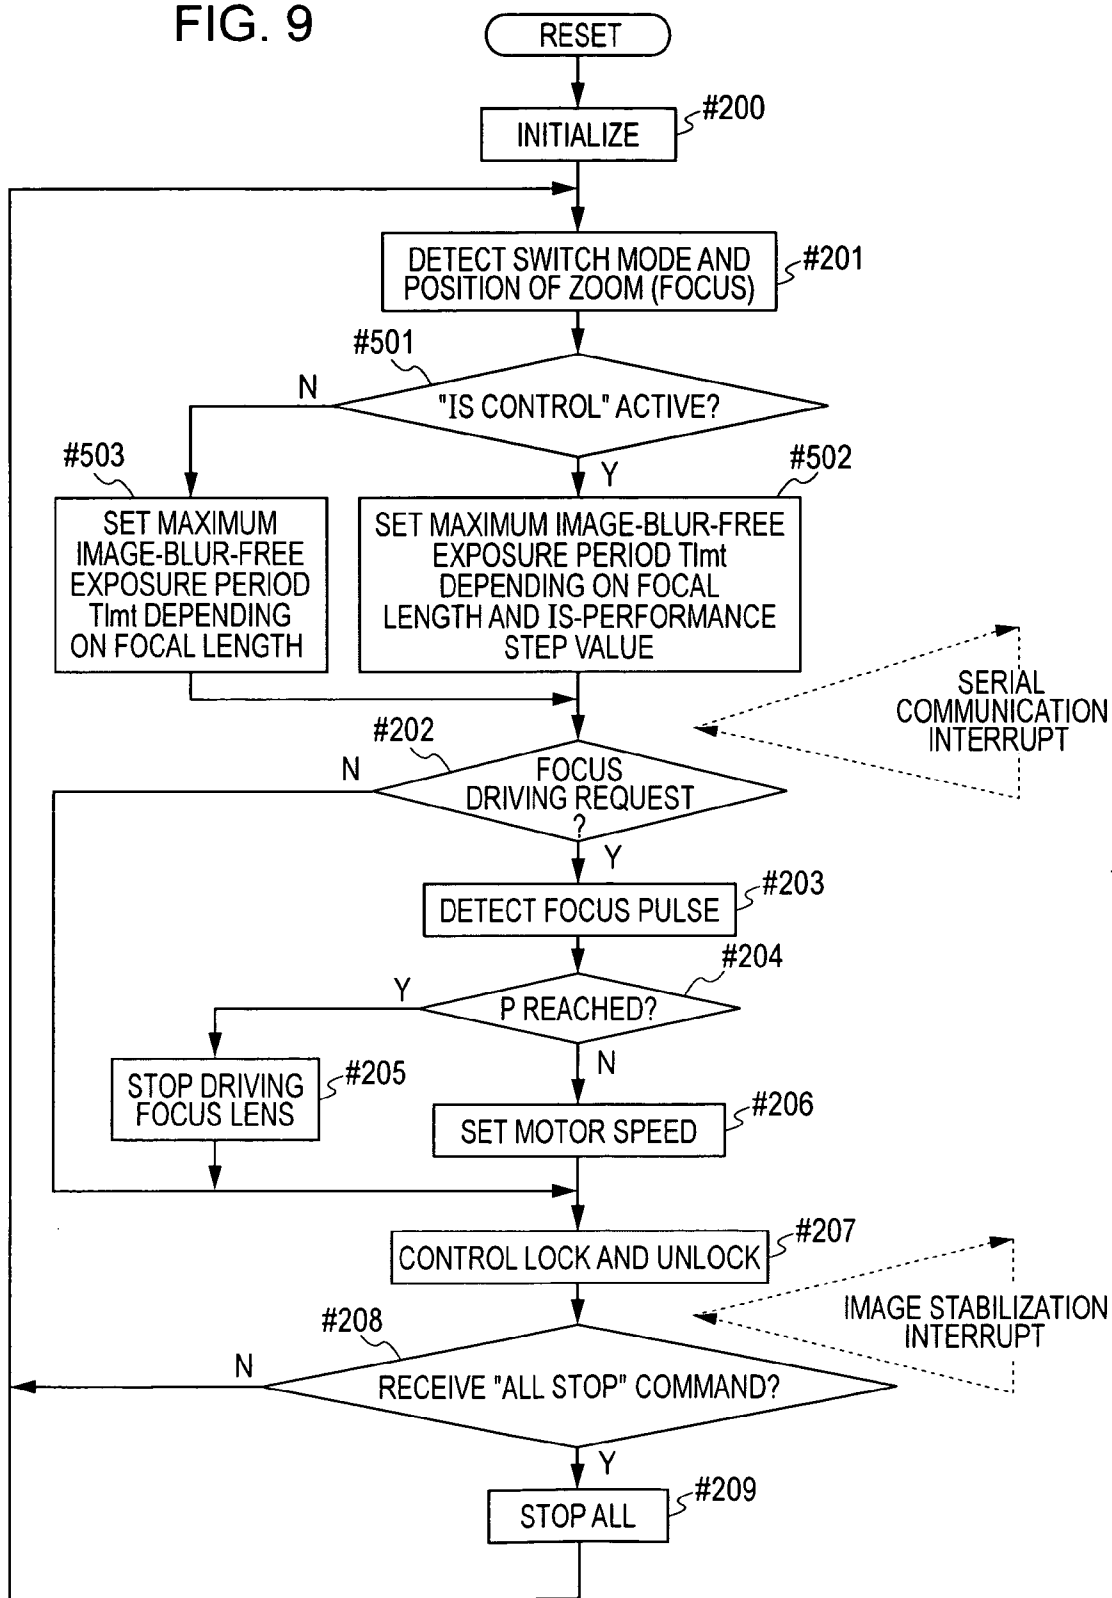 FIG. 9
RESET
#200
INITIALIZE
DETECT SWITCH MODE AND
POSITION OF ZOOM (FOCUS)
#201
#501
N
"IS CONTROL" ACTIVE?
Y
#503
SET MAXIMUM
IMAGE-BLUR-FREE
EXPOSURE PERIOD
Tlmt DEPENDING
ON FOCAL LENGTH
#502
SET MAXIMUM IMAGE-BLUR-FREE
EXPOSURE PERIOD Tlmt
DEPENDING ON FOCAL
LENGTH AND IS-PERFORMANCE
STEP VALUE
SERIAL
COMMUNICATION
INTERRUPT
#202
N
FOCUS
DRIVING REQUEST
?
Y
#203
DETECT FOCUS PULSE
#204
Y
P REACHED?
N
STOP DRIVING
FOCUS LENS
#205
#206
SET MOTOR SPEED
#207
CONTROL LOCK AND UNLOCK
IMAGE STABILIZATION
INTERRUPT
#208
N
RECEIVE "ALL STOP" COMMAND?
Y
#209
STOP ALL